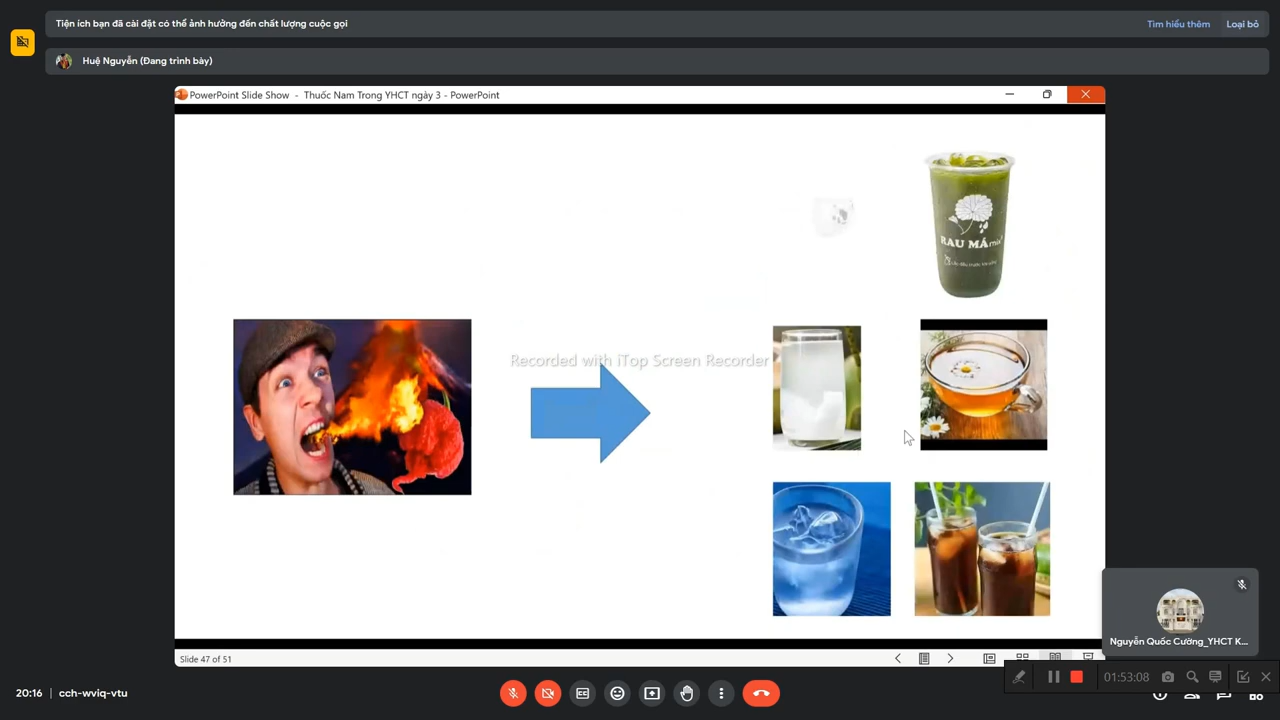 Tiện ích bạn đã cài đặt có thể ảnh hưởng đến chất lượng cuộc gọi
Tìm hiểu thêm
Loại bỏ
Huệ Nguyễn (Đang trình bày)
PowerPoint Slide Show - Thuốc Nam Trong YHCT ngày 3 - PowerPoint
RAU MÁ mix
Recorded with iTop Screen Recorder
Nguyễn Quốc Cường_YHCT K...
Slide 47 of 51
01:53:08
20:16
cch-wviq-vtu